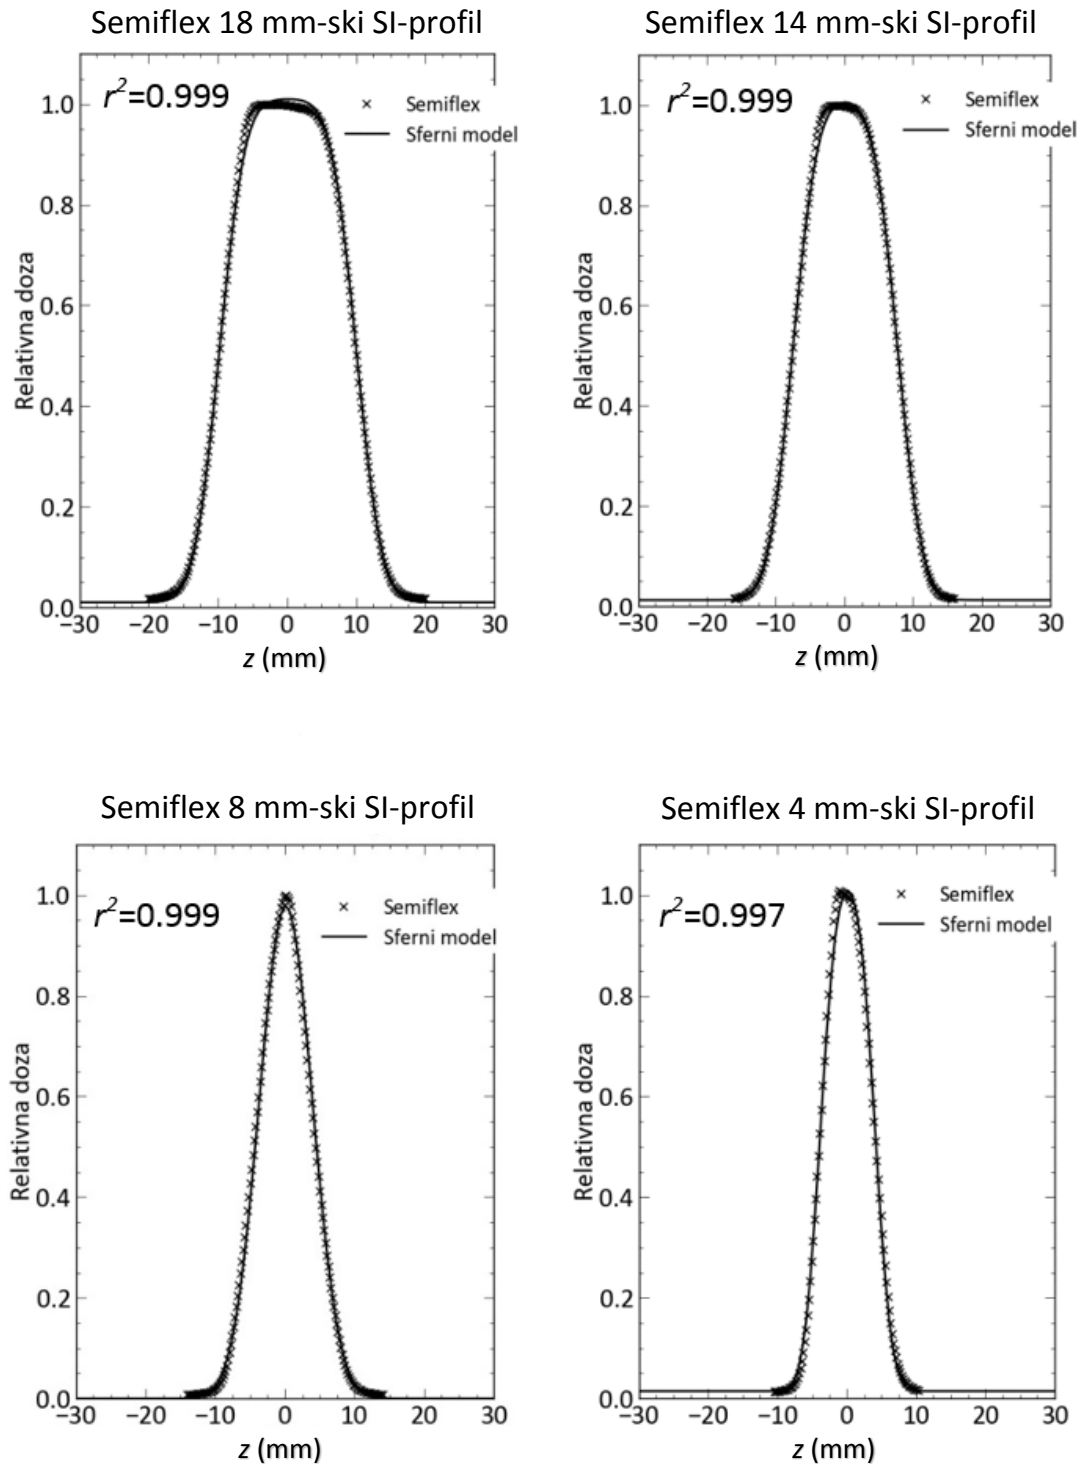 Semiflex 18 mm-ski SI-profil
r²=0.999
Semiflex
Sferni model
Relativna doza
1.0
0.8
0.6
0.4
0.2
0.0
−30 −20 −10 0 10 20 30
z (mm)
Semiflex 14 mm-ski SI-profil
r²=0.999
Semiflex
Sferni model
Relativna doza
1.0
0.8
0.6
0.4
0.2
0.0
−30 −20 −10 0 10 20 30
z (mm)
Semiflex 8 mm-ski SI-profil
r²=0.999
Semiflex
Sferni model
Relativna doza
1.0
0.8
0.6
0.4
0.2
0.0
−30 −20 −10 0 10 20 30
z (mm)
Semiflex 4 mm-ski SI-profil
r²=0.997
Semiflex
Sferni model
Relativna doza
1.0
0.8
0.6
0.4
0.2
0.0
−30 −20 −10 0 10 20 30
z (mm)